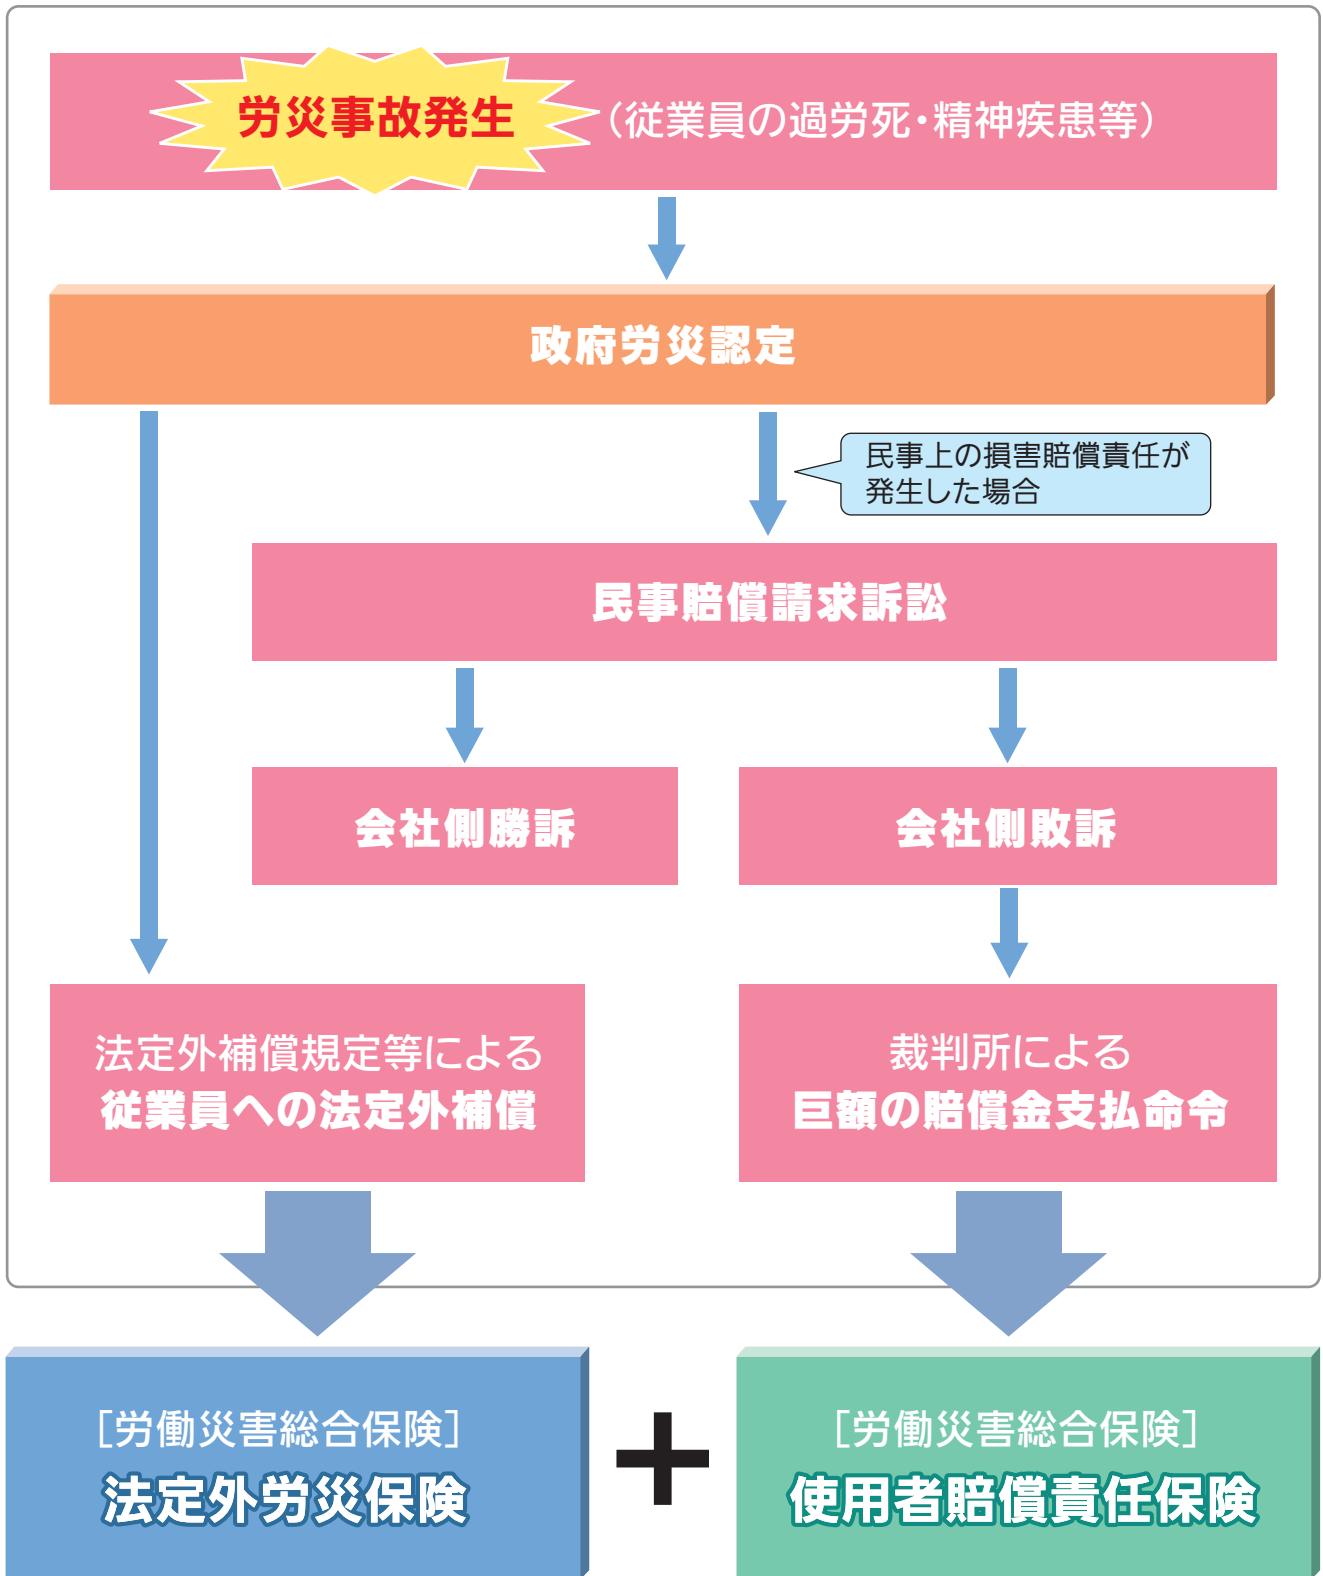 労災事故発生(従業員の過労死・精神疾患等)
政府労災認定
民事上の損害賠償責任が
発生した場合
民事賠償請求訴訟
会社側勝訴
会社側敗訴
法定外補償規定等による
従業員への法定外補償
裁判所による
巨額の賠償金支払命令
[労働災害総合保険]
法定外労災保険
+
[労働災害総合保険]
使用者賠償責任保険